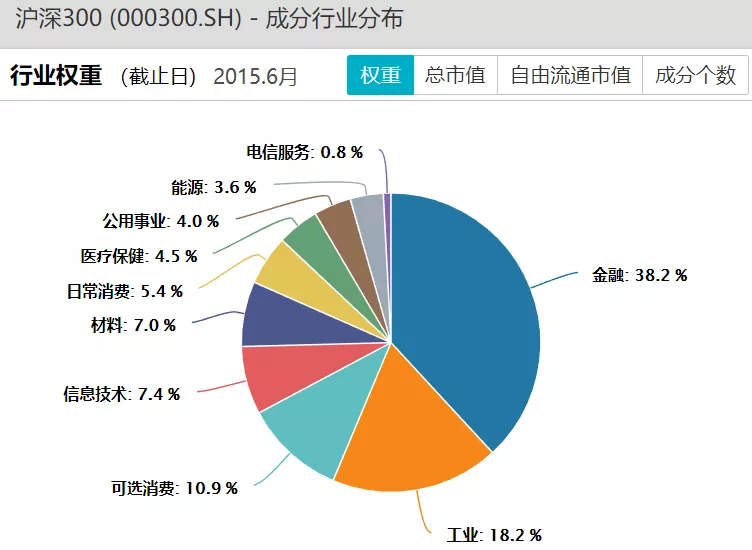 沪深300 (000300.SH) - 成分行业分布
行业权重 (截止日) 2015.6月 权重 总市值 自由流通市值 成分个数
电信服务: 0.8 %
能源: 3.6 %
公用事业: 4.0 %
医疗保健: 4.5 %
金融: 38.2 %
日常消费: 5.4 %
材料: 7.0 %
信息技术: 7.4 %
可选消费: 10.9 %
工业: 18.2 %